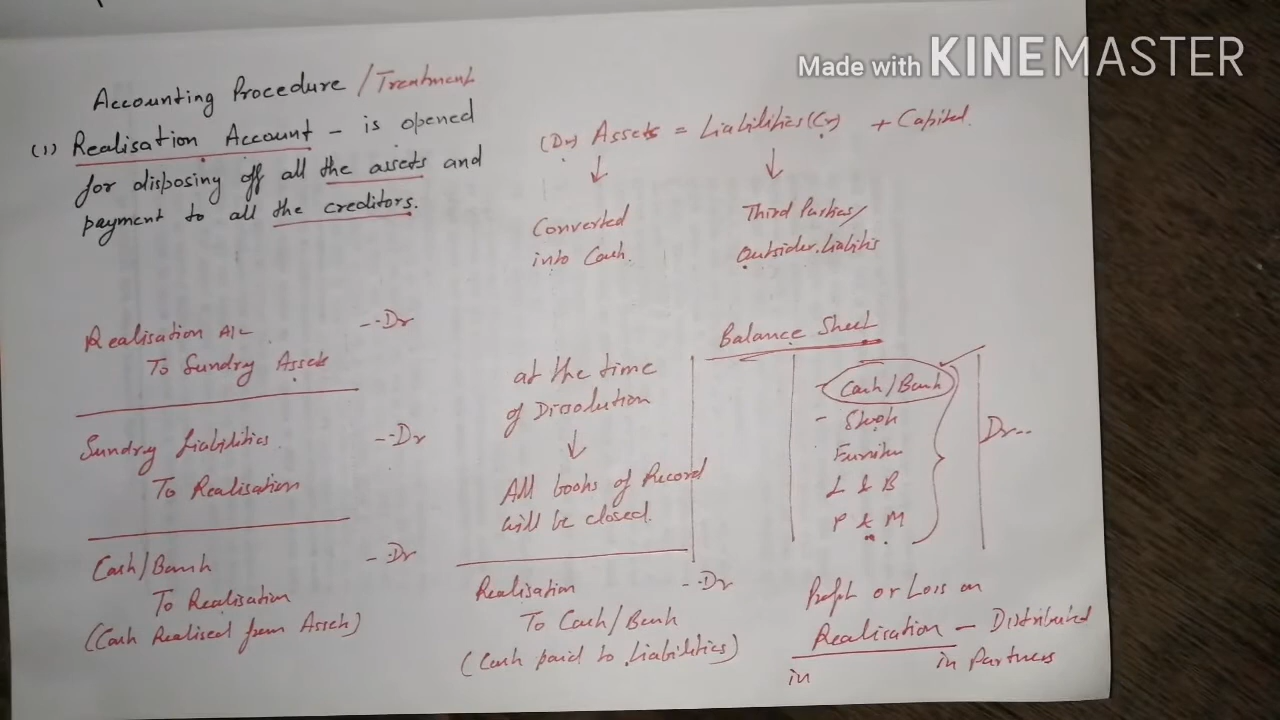 Made with KINEMASTER
Accounting Procedure / Treatment
(1) Realisation Account - is opened
for disposing off all the assets and
payment to all the creditors.
(Dr) Assets = Liabilities (Cr) + Capital.
↓
↓
Converted
into Cash.
Third Parties/
Outsider Liabilitis
Realisation A/c --Dr
To Sundry Assets
Sundry Liabilities --Dr
To Realisation
Cash/Bank --Dr
To Realisation
(Cash Realised from Assets)
at the time
of Dissolution
↓
All books of Record
will be closed.
Realisation --Dr
To Cash/Bank
(Cash paid to Liabilities)
Balance Sheet
- Cash/Bank
- Stock
Furnitu
L & B
P & M
Dr--
Profit or Loss on
Realisation - Distributed
in in Partners